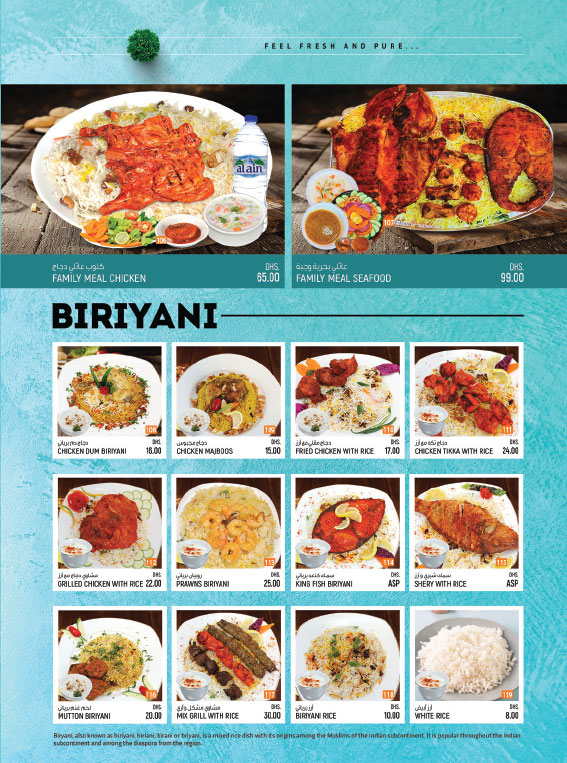 FEEL FRESH AND PURE...
alain
106
107
كلوب عائلي دجاج
FAMILY MEAL CHICKEN
DHS.
65.00
عائلي بحرية وجبة
FAMILY MEAL SEAFOOD
DHS.
99.00
BIRIYANI
108
دجاج دم برياني
CHICKEN DUM BIRIYANI
DHS.
16.00
109
دجاج مجبوس
CHICKEN MAJBOOS
DHS.
15.00
110
دجاج مقلي مع أرز
FRIED CHICKEN WITH RICE
DHS.
17.00
111
دجاج تكه مع أرز
CHICKEN TIKKA WITH RICE
DHS.
24.00
112
مشاوي دجاج مع أرز
GRILLED CHICKEN WITH RICE
DHS.
22.00
113
روبيان برياني
PRAWNS BIRIYANI
DHS.
25.00
114
سمك كنعد برياني
KING FISH BIRIYANI
DHS.
ASP
115
سمك شيري و أرز
SHERY WITH RICE
DHS.
ASP
116
لحم غنم برياني
MUTTON BIRIYANI
DHS.
20.00
117
مشاوي مشكل و أرز
MIX GRILL WITH RICE
DHS.
30.00
118
أرز برياني
BIRIYANI RICE
DHS.
10.00
119
أرز أبيض
WHITE RICE
DHS.
8.00
Biryani, also known as biriyani, biriani, birani or briyani, is a mixed rice dish with its origins among the Muslims of the Indian subcontinent. It is popular throughout the Indian
subcontinent and among the diaspora from the region.